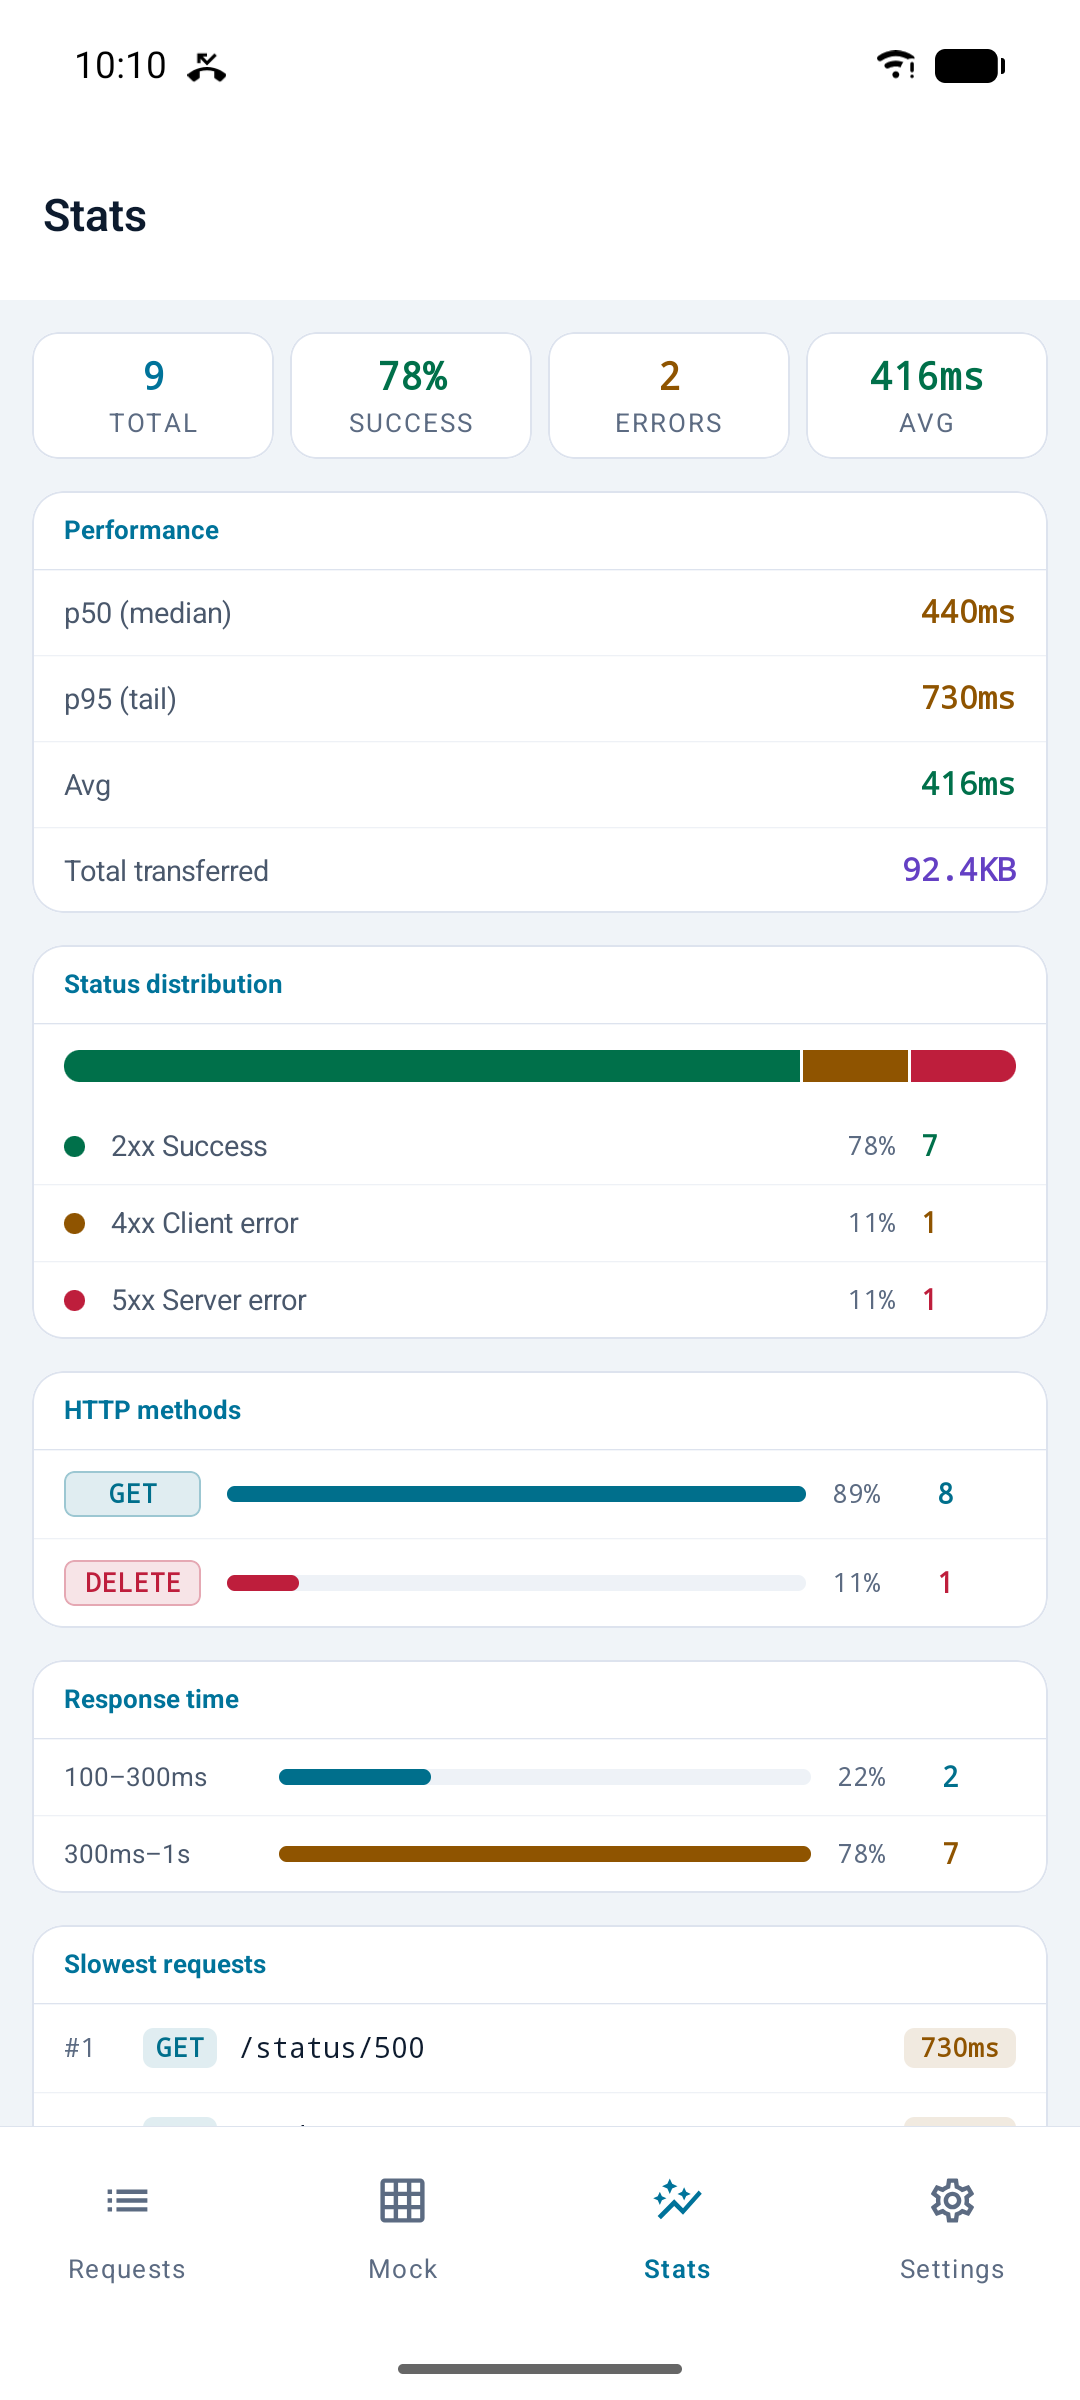 10:10
Stats
9
TOTAL
78%
SUCCESS
2
ERRORS
416ms
AVG
Performance
p50 (median) 440ms
p95 (tail) 730ms
Avg 416ms
Total transferred 92.4KB
Status distribution
2xx Success 78% 7
4xx Client error 11% 1
5xx Server error 11% 1
HTTP methods
GET 89% 8
DELETE 11% 1
Response time
100–300ms 22% 2
300ms–1s 78% 7
Slowest requests
#1 GET /status/500 730ms
Requests
Mock
Stats
Settings